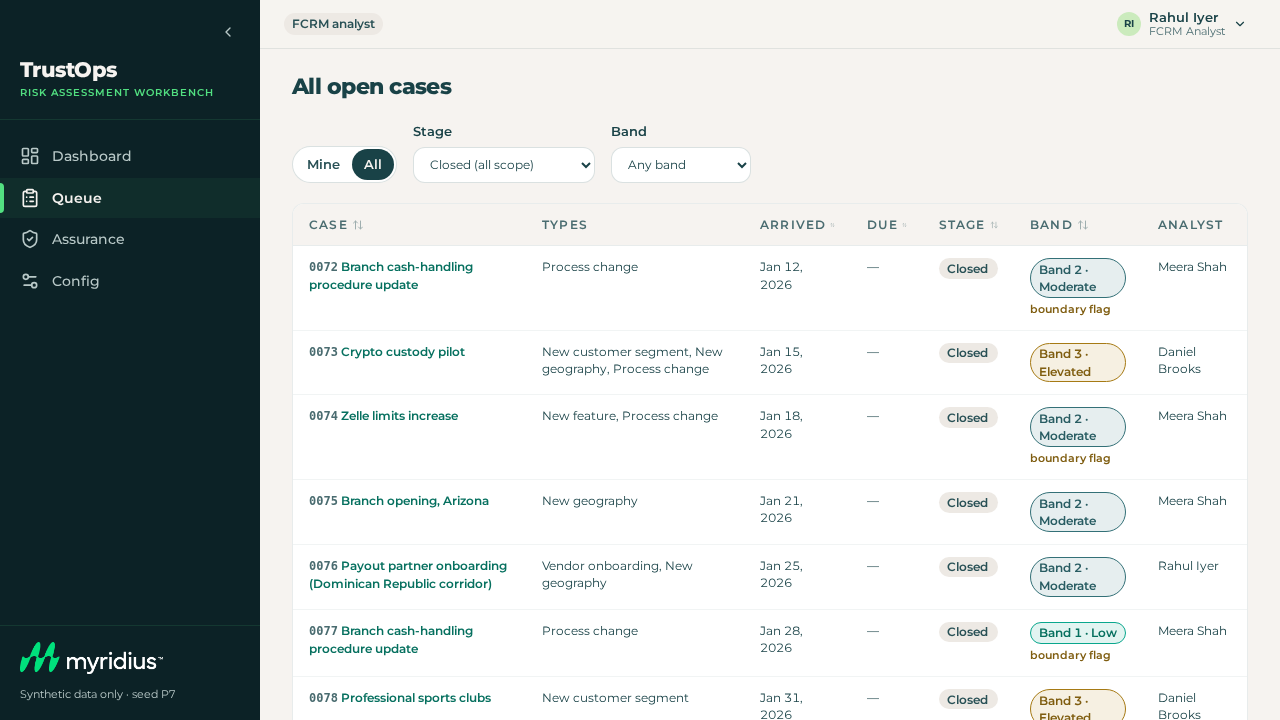 TrustOps
RISK ASSESSMENT WORKBENCH
Dashboard
Queue
Assurance
Config
myridius™
Synthetic data only · seed P7
FCRM analyst
RI
Rahul Iyer
FCRM Analyst
All open cases
Mine
All
Stage
Closed (all scope)
Band
Any band
CASE TYPES ARRIVED DUE STAGE BAND ANALYST
0072 Branch cash-handling procedure update Process change Jan 12, 2026 — Closed Band 2 · Moderate boundary flag Meera Shah
0073 Crypto custody pilot New customer segment, New geography, Process change Jan 15, 2026 — Closed Band 3 · Elevated Daniel Brooks
0074 Zelle limits increase New feature, Process change Jan 18, 2026 — Closed Band 2 · Moderate boundary flag Meera Shah
0075 Branch opening, Arizona New geography Jan 21, 2026 — Closed Band 2 · Moderate Meera Shah
0076 Payout partner onboarding (Dominican Republic corridor) Vendor onboarding, New geography Jan 25, 2026 — Closed Band 2 · Moderate Rahul Iyer
0077 Branch cash-handling procedure update Process change Jan 28, 2026 — Closed Band 1 · Low boundary flag Meera Shah
0078 Professional sports clubs New customer segment Jan 31, 2026 — Closed Band 3 · Elevated Daniel Brooks